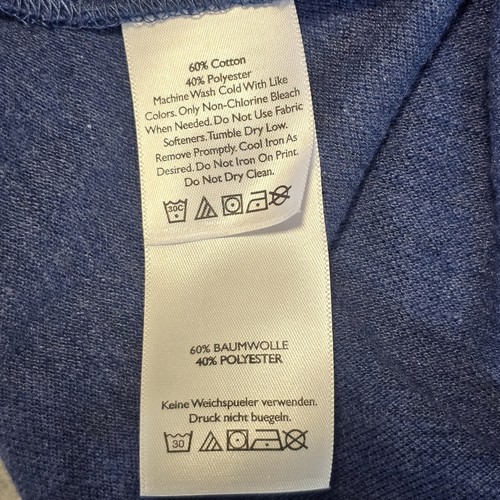 60% Cotton
40% Polyester
Machine Wash Cold With Like
Colors. Only Non-Chlorine Bleach
When Needed. Do Not Use Fabric
Softeners. Tumble Dry Low.
Remove Promptly. Cool Iron As
Desired. Do Not Iron On Print.
Do Not Dry Clean.
30C
60% BAUMWOLLE
40% POLYESTER
Keine Weichspueler verwenden.
Druck nicht buegeln.
30